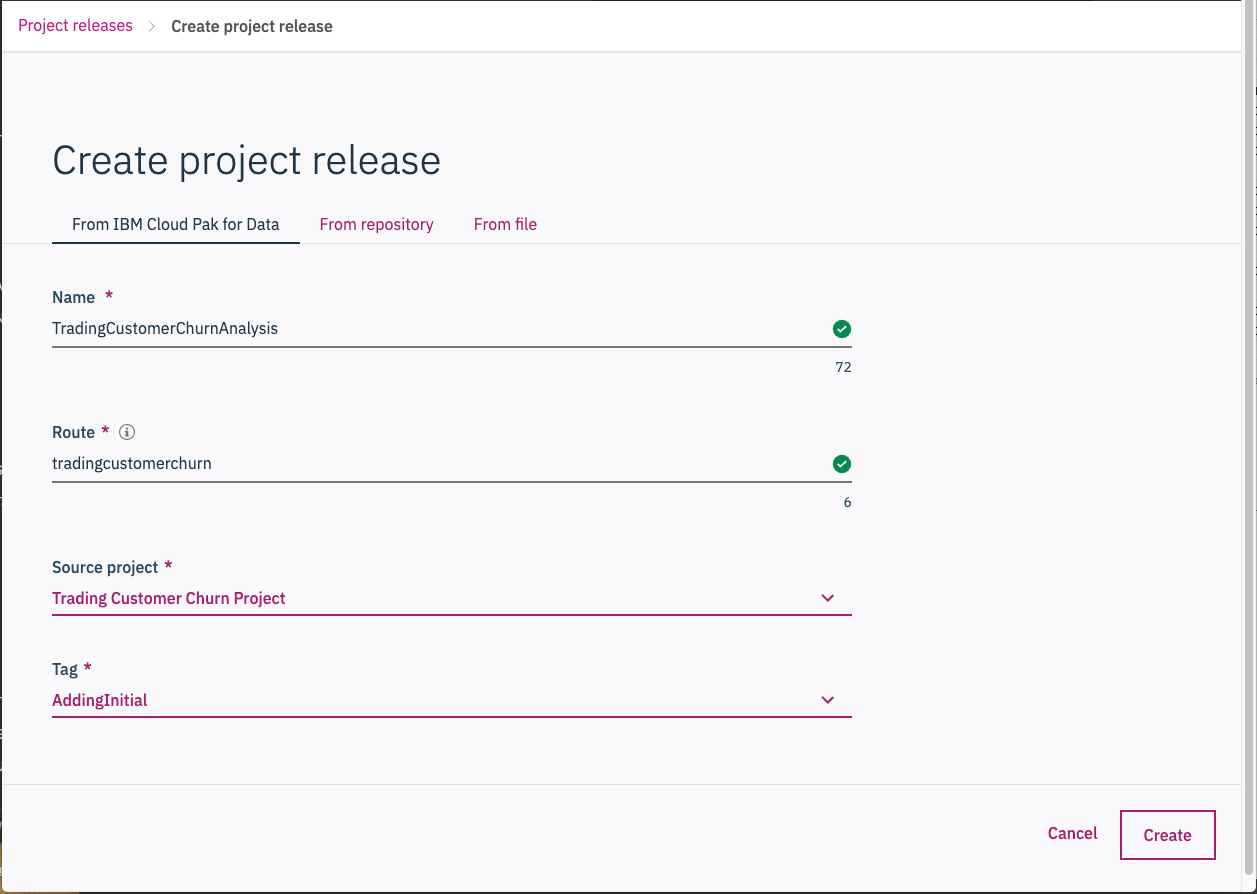 Project releases > Create project release
Create project release
From IBM Cloud Pak for Data From repository From file
Name *
TradingCustomerChurnAnalysis
72
Route *
tradingcustomerchurn
6
Source project *
Trading Customer Churn Project
Tag *
AddingInitial
Cancel Create